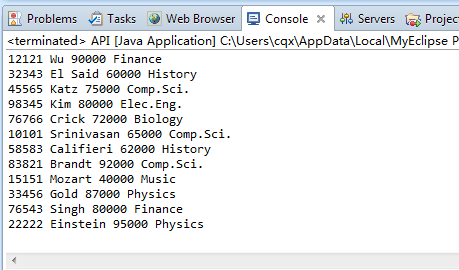 Problems Tasks Web Browser Console Servers Project
<terminated> API [Java Application] C:\Users\cqx\AppData\Local\MyEclipse P
12121 Wu 90000 Finance
32343 El Said 60000 History
45565 Katz 75000 Comp.Sci.
98345 Kim 80000 Elec.Eng.
76766 Crick 72000 Biology
10101 Srinivasan 65000 Comp.Sci.
58583 Califieri 62000 History
83821 Brandt 92000 Comp.Sci.
15151 Mozart 40000 Music
33456 Gold 87000 Physics
76543 Singh 80000 Finance
22222 Einstein 95000 Physics